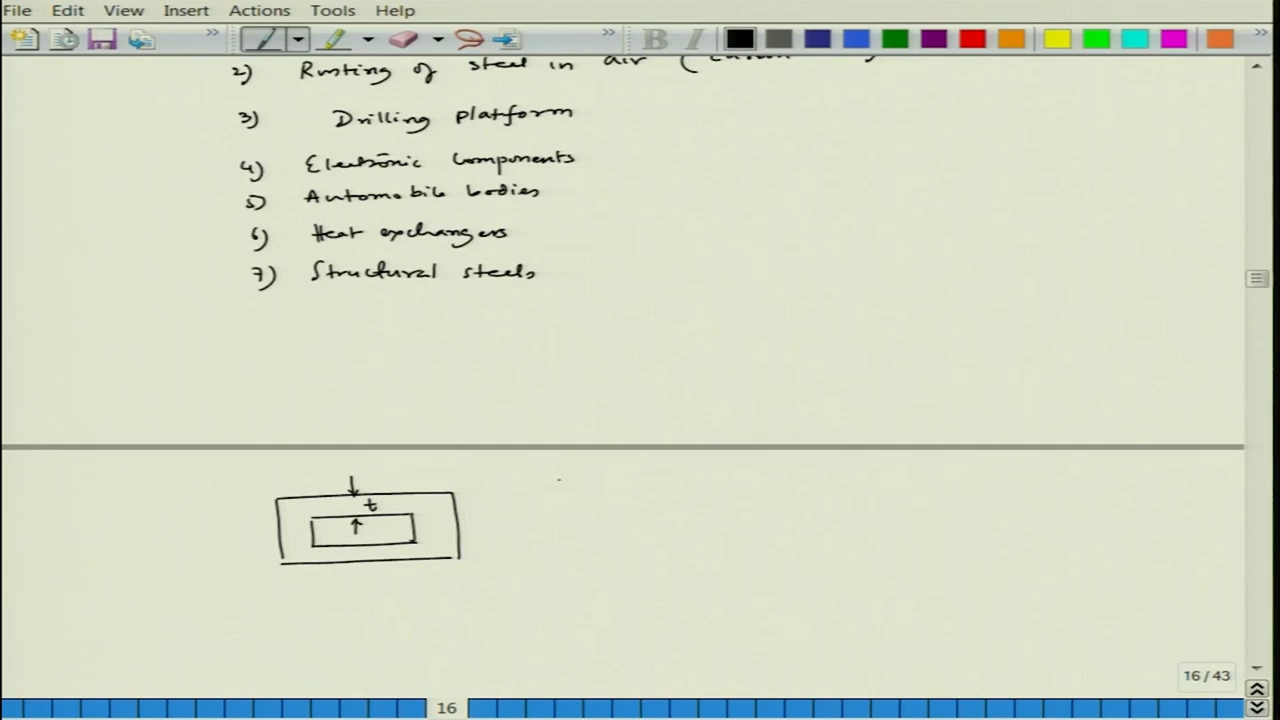 File Edit View Insert Actions Tools Help
B I
2) Rusting of steel in air (
3) Drilling platform
4) Electronic components
5) Automobile bodies
6) Heat exchangers
7) Structural steels
t
16 / 43
16